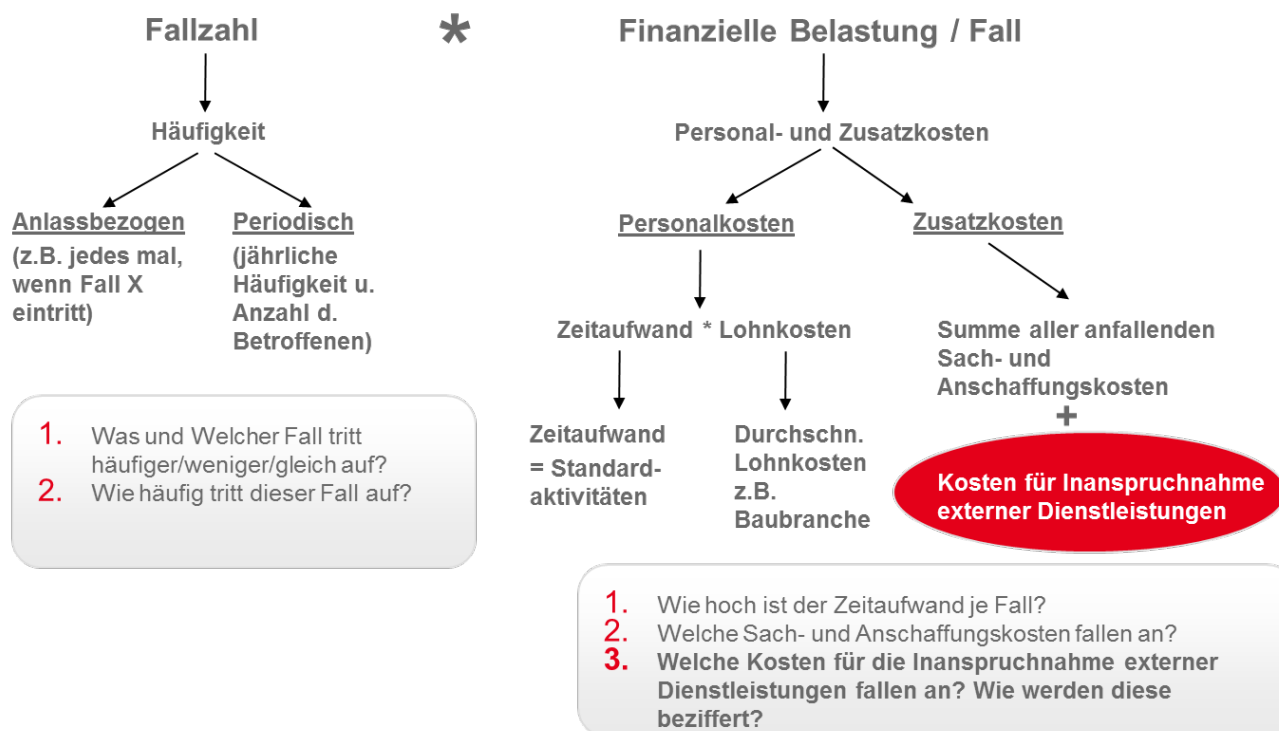 Fallzahl
*
Finanzielle Belastung / Fall
Häufigkeit
Anlassbezogen
(z.B. jedes mal,
wenn Fall X
eintritt)
Periodisch
(jährliche
Häufigkeit u.
Anzahl d.
Betroffenen)
Personal- und Zusatzkosten
Personalkosten
Zusatzkosten
Zeitaufwand * Lohnkosten
Summe aller anfallenden
Sach- und
Anschaffungskosten
+
Kosten für Inanspruchnahme
externer Dienstleistungen
Zeitaufwand
= Standard-
aktivitäten
Durchschn.
Lohnkosten
z.B.
Baubranche
1. Was und Welcher Fall tritt
häufiger/weniger/gleich auf?
2. Wie häufig tritt dieser Fall auf?
1. Wie hoch ist der Zeitaufwand je Fall?
2. Welche Sach- und Anschaffungskosten fallen an?
3. Welche Kosten für die Inanspruchnahme externer
Dienstleistungen fallen an? Wie werden diese
beziffert?